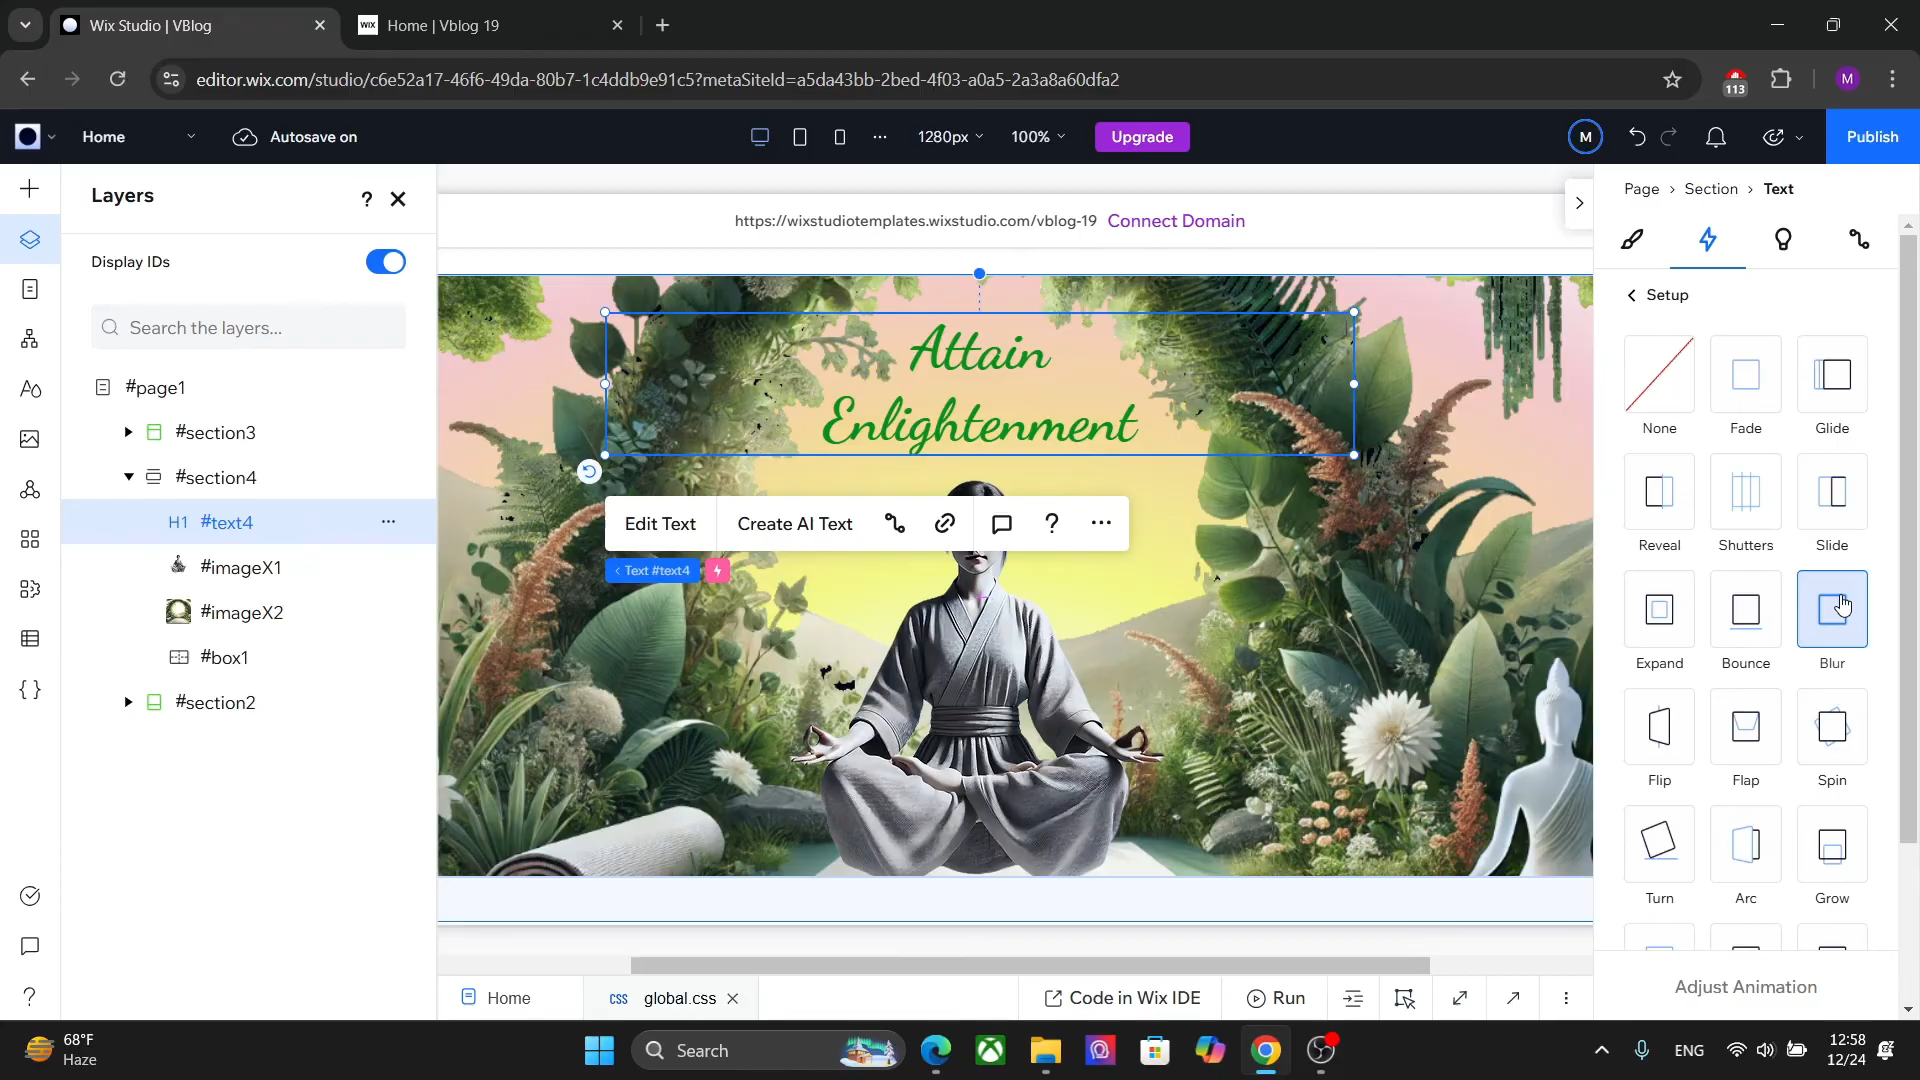 Wix Studio | VBlog
WiX
Home | Vblog 19
editor.wix.com/studio/c6e52a17-46f6-49da-80b7-1c4ddb9e91c5?metaSiteId=a5da43bb-2bed-4f03-a0a5-2a3a8a60dfa2
113
M
Home
Autosave on
1280px
100%
Upgrade
M
Publish
Layers
?
https://wixstudiotemplates.wixstudio.com/vblog-19 Connect Domain
Page > Section > Text
Display IDs
Search the layers...
#page1
#section3
#section4
H1 #text4
#imageX1
#imageX2
#box1
#section2
Attain
Enlightenment
Edit Text
Create AI Text
?
< Text #text4
Setup
None
Fade
Glide
Reveal
Shutters
Slide
Expand
Bounce
Blur
Flip
Flap
Spin
Turn
Arc
Grow
Adjust Animation
?
Home
css global.css
Code in Wix IDE
Run
68°F
Haze
Search
ENG
12:58
12/24